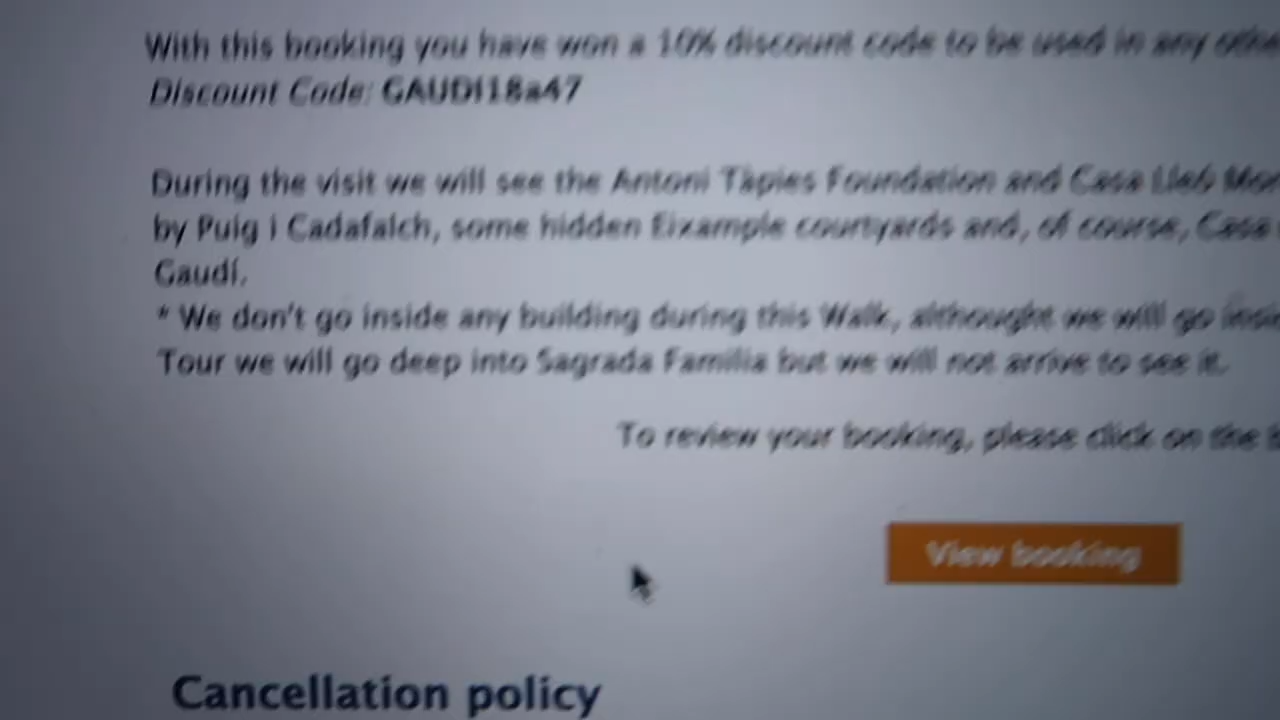 With this booking you have won a 10% discount code to be used in any
Discount Code: GAUDI18a47
During the visit we will see the Antoni Tàpies Foundation and Casa Lleó
by Puig i Cadafalch, some hidden Eixample courtyards and, of course, Casa
Gaudí.
* We don't go inside any building during this Walk, althought we will go
Tour we will go deep into Sagrada Familia but we will not arrive to see it.
To review your booking, please click on the
View booking
Cancellation policy